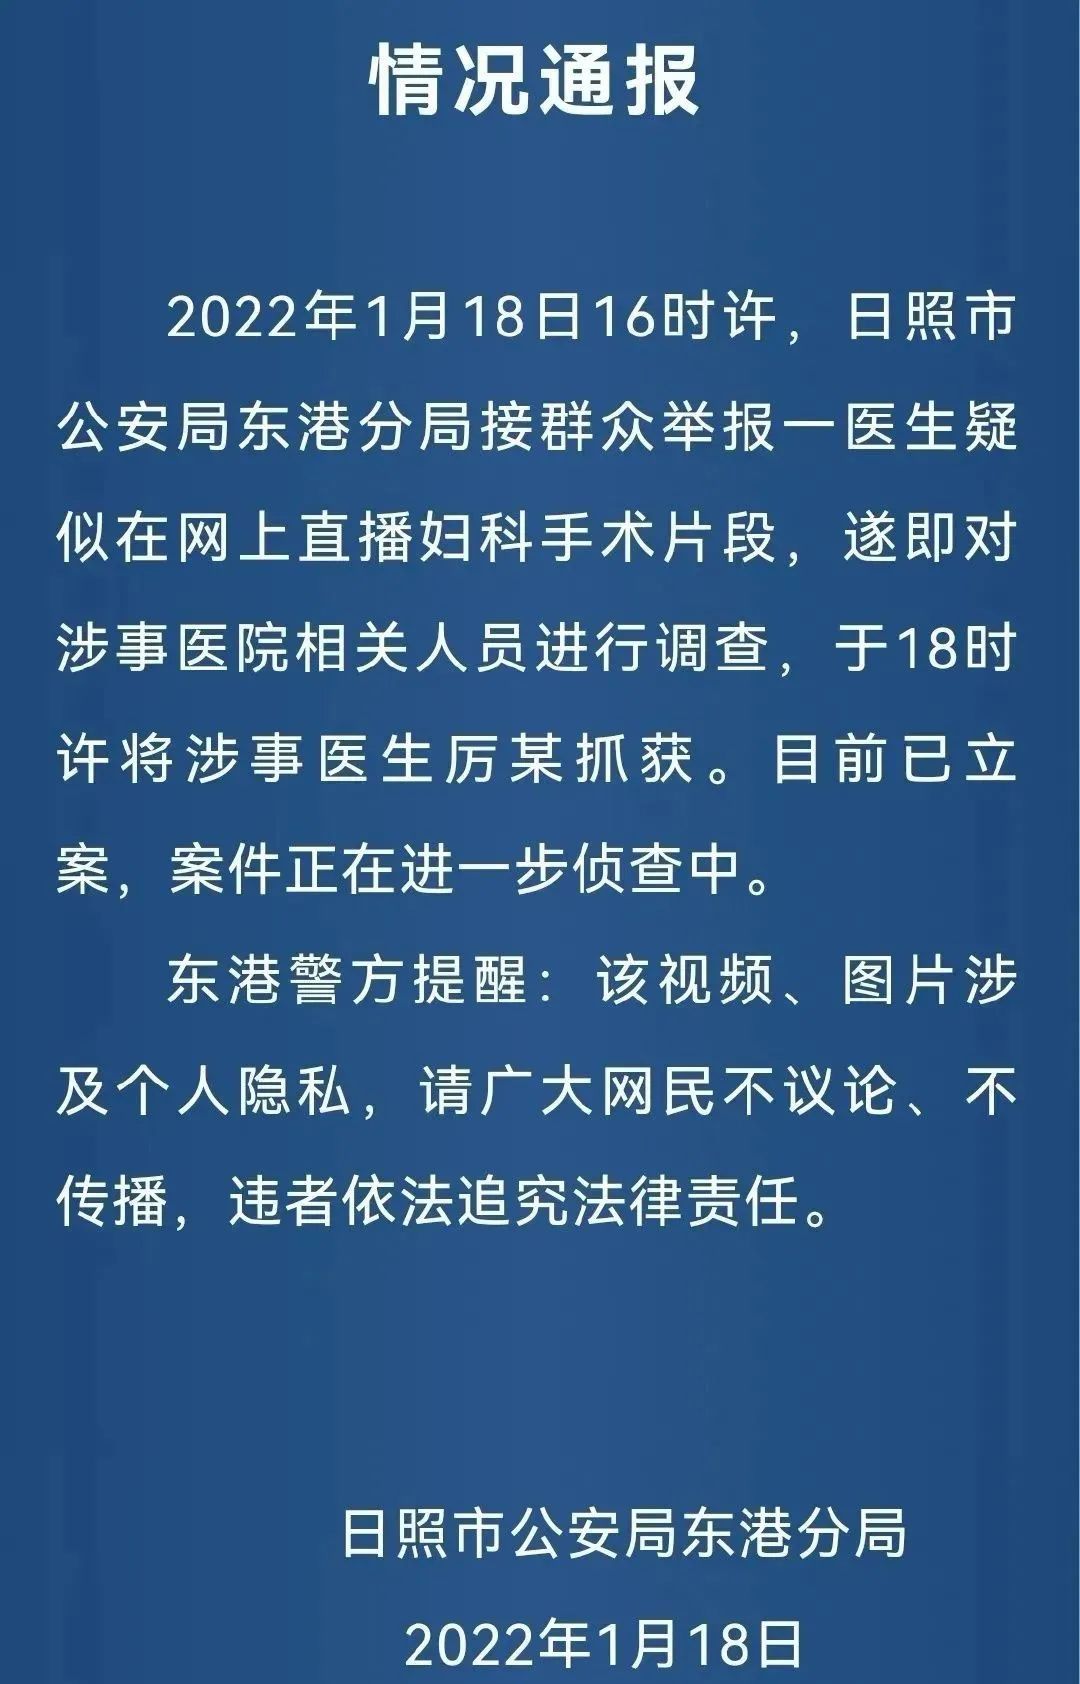 情况通报
2022年1月18日16时许，日照市
公安局东港分局接群众举报一医生疑
似在网上直播妇科手术片段，遂即对
涉事医院相关人员进行调查，于18时
许将涉事医生厉某抓获。目前已立
案，案件正在进一步侦查中。
东港警方提醒：该视频、图片涉
及个人隐私，请广大网民不议论、不
传播，违者依法追究法律责任。
日照市公安局东港分局
2022年1月18日